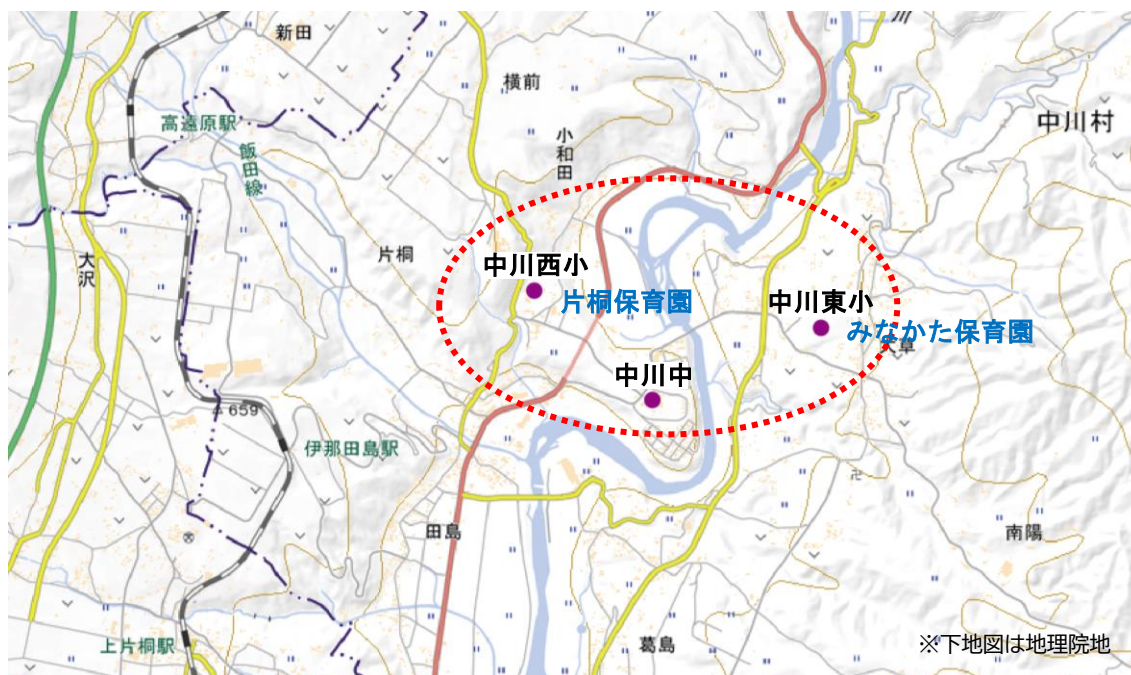 新田
横前
川
中川村
高遠原駅
飯田線
小和田
片桐
大沢
中川西小
片桐保育園
中川東小
みなかた保育園
大草
中川中
659
伊那田島駅
田島
南陽
上片桐駅
葛島
※下地図は地理院地